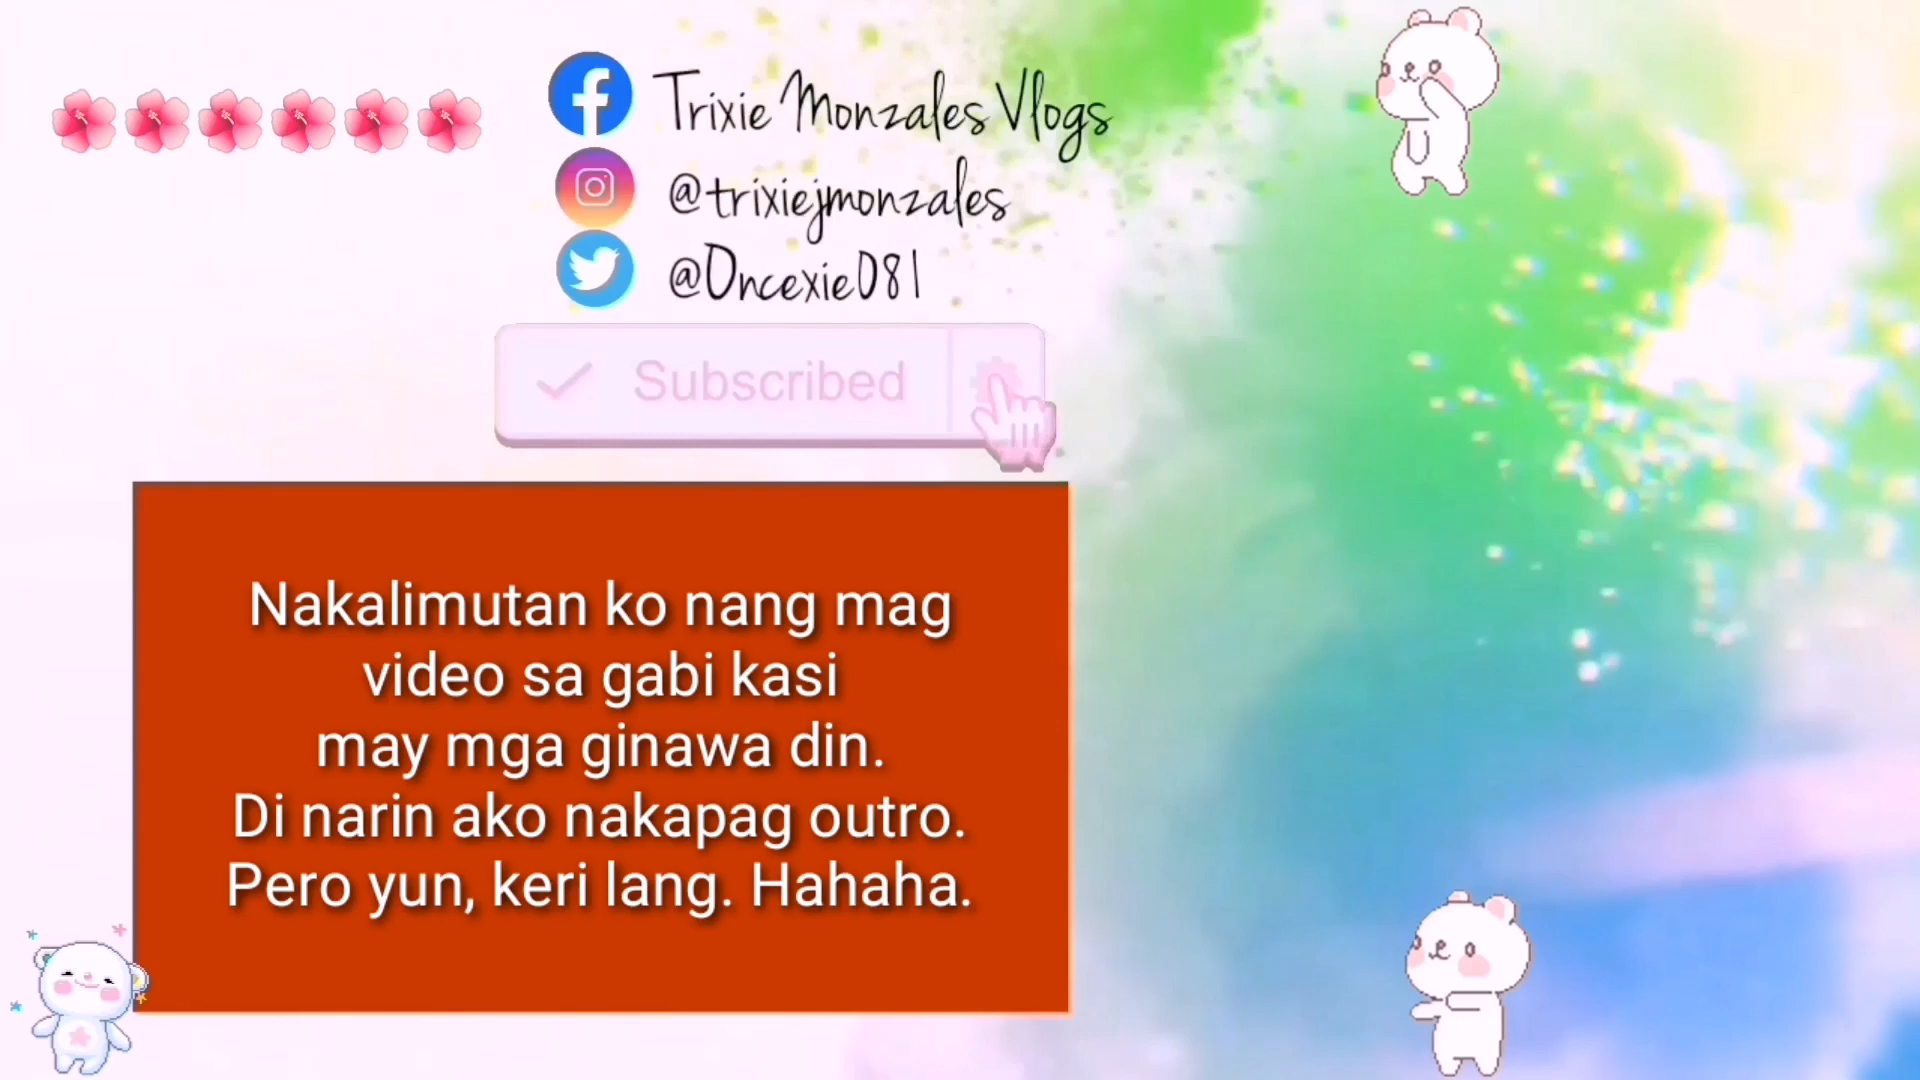 Trixie Monzales Vlogs
@trixiejmonzales
@Oncexie081
Subscribed
Nakalimutan ko nang mag
video sa gabi kasi
may mga ginawa din.
Di narin ako nakapag outro.
Pero yun, keri lang. Hahaha.